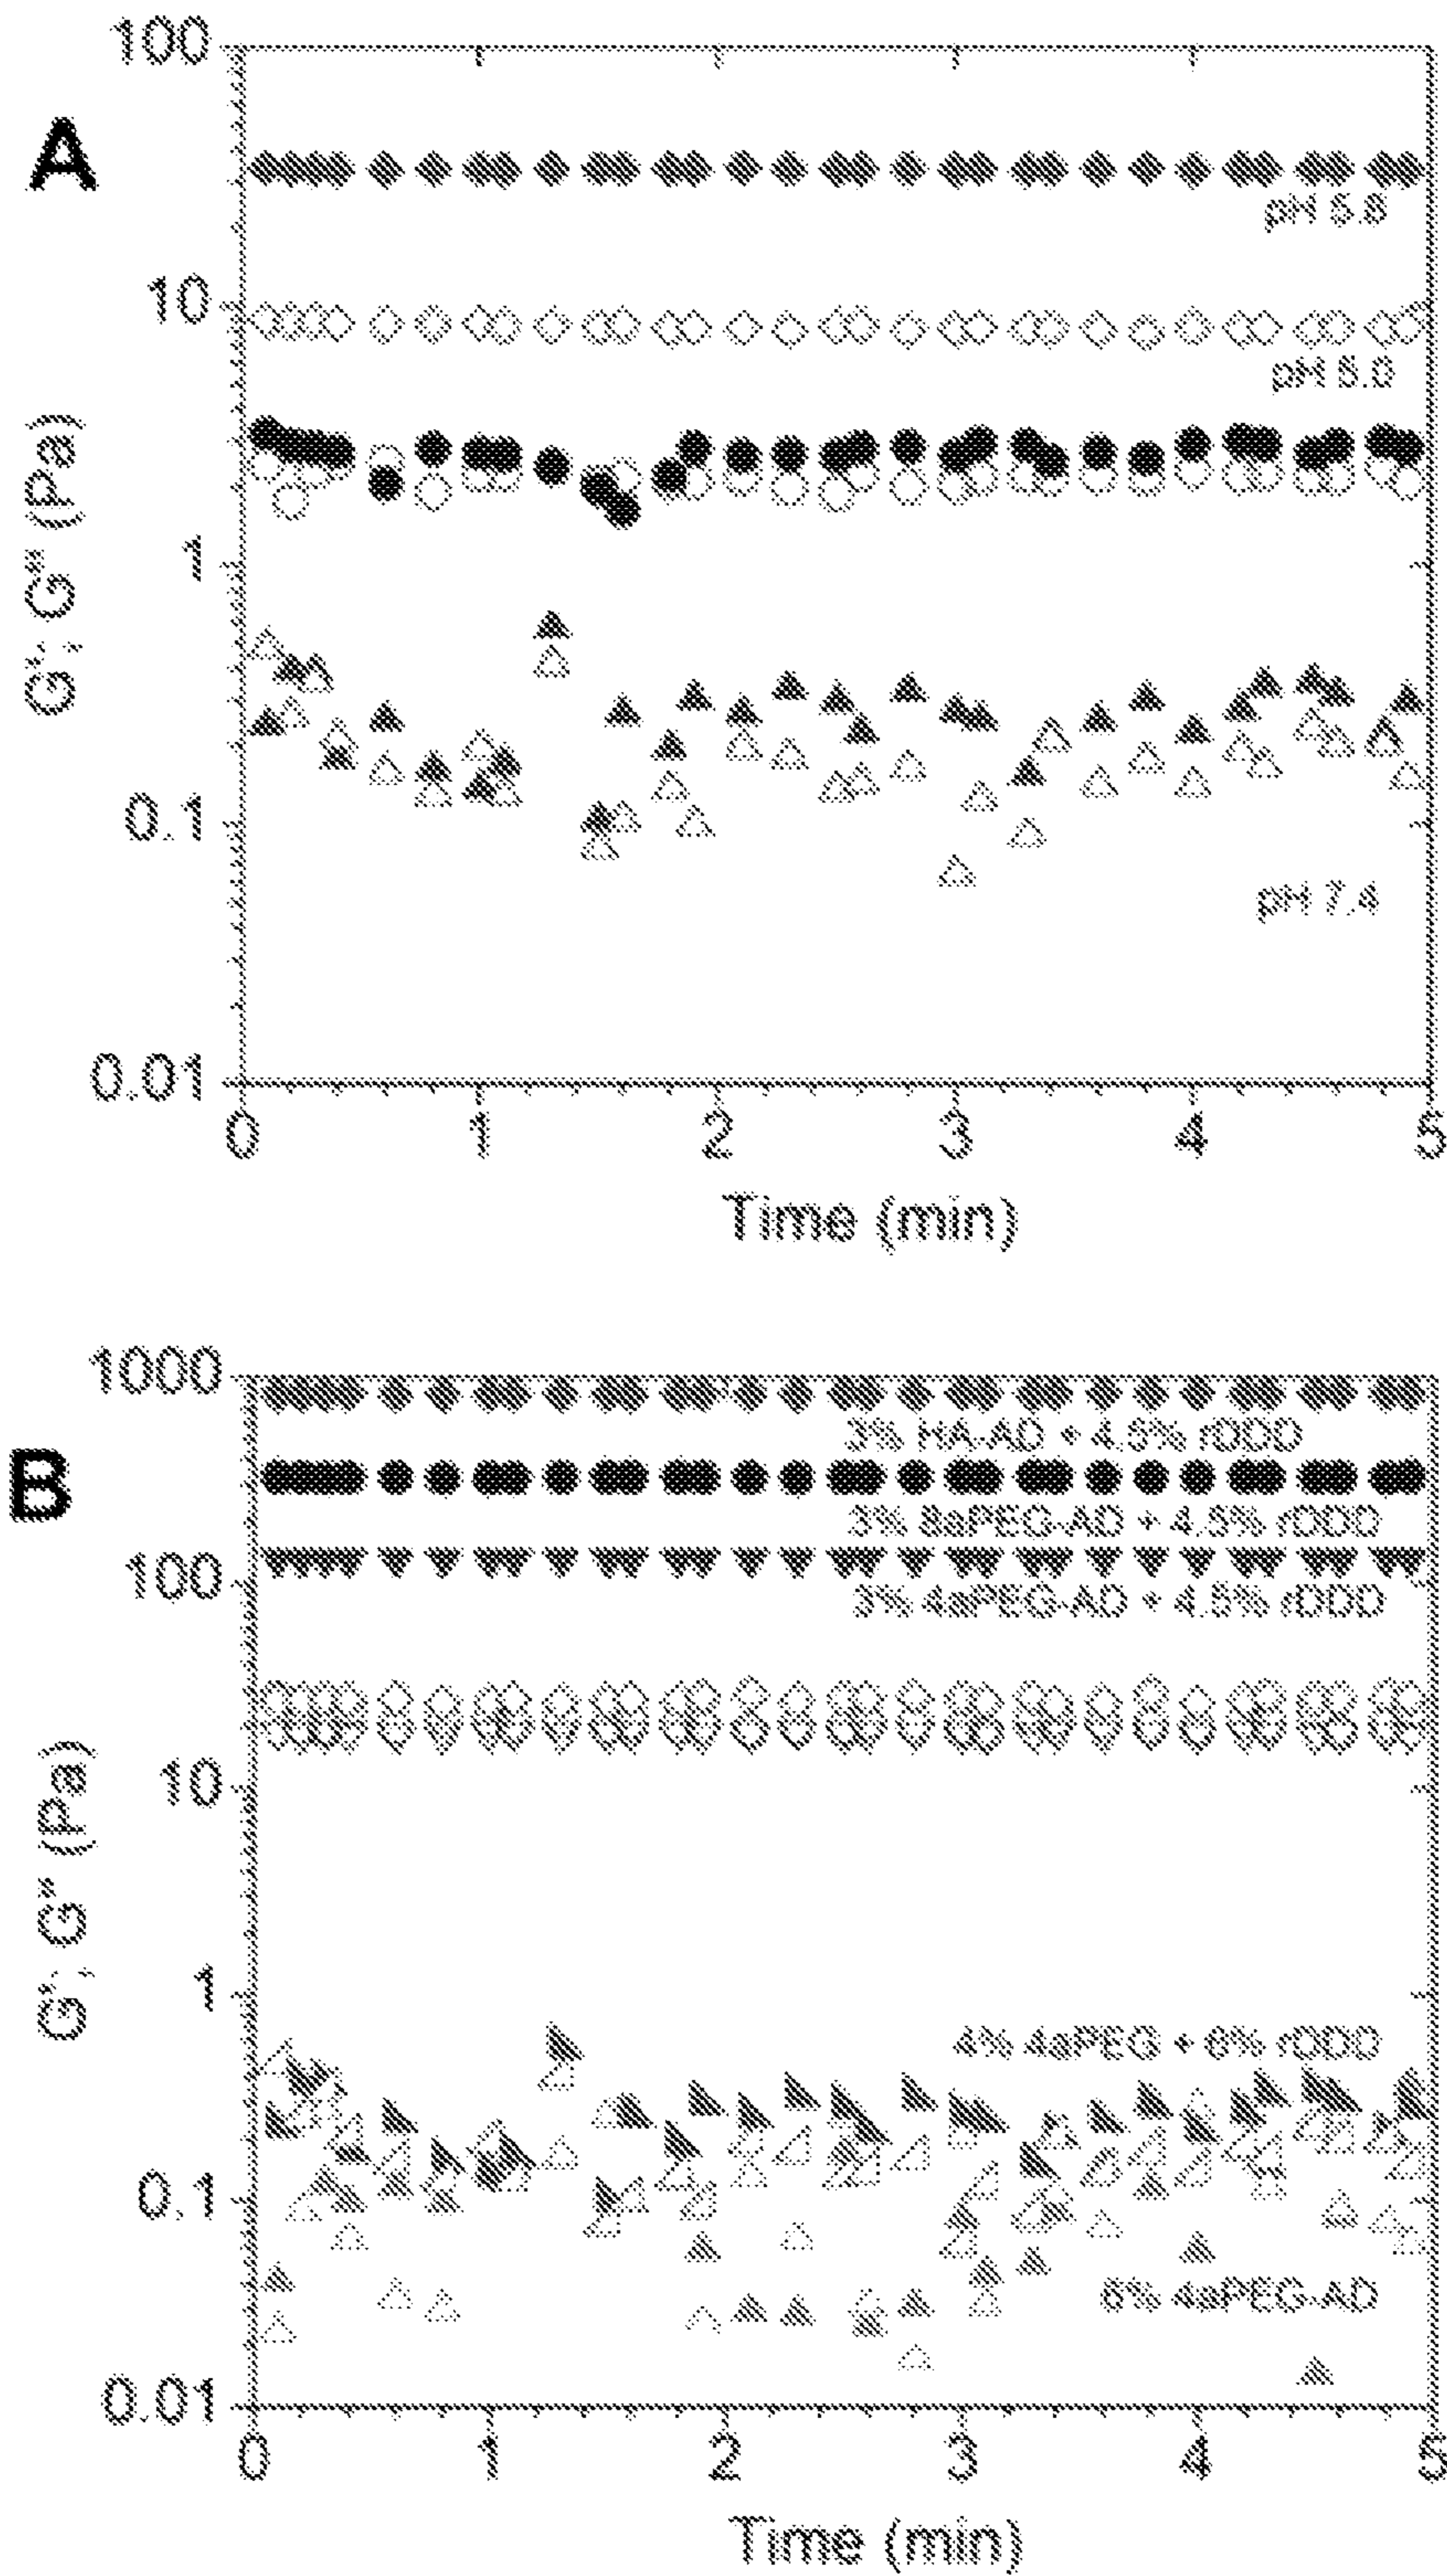 100
A
pH 5.8
10
pH 5.0
G'; G" (Pa)
1
0.1
pH 7.4
0.01
0 1 2 3 4 5
Time (min)
1000
3% HA-AD + 4.5% rDDD
B
3% 8aPEG-AD + 4.5% rDDD
100
3% 4aPEG-AD + 4.5% rDDD
G'; G" (Pa)
10
1
4% 4aPEG + 6% rDDD
0.1
6% 4aPEG-AD
0.01
0 1 2 3 4 5
Time (min)